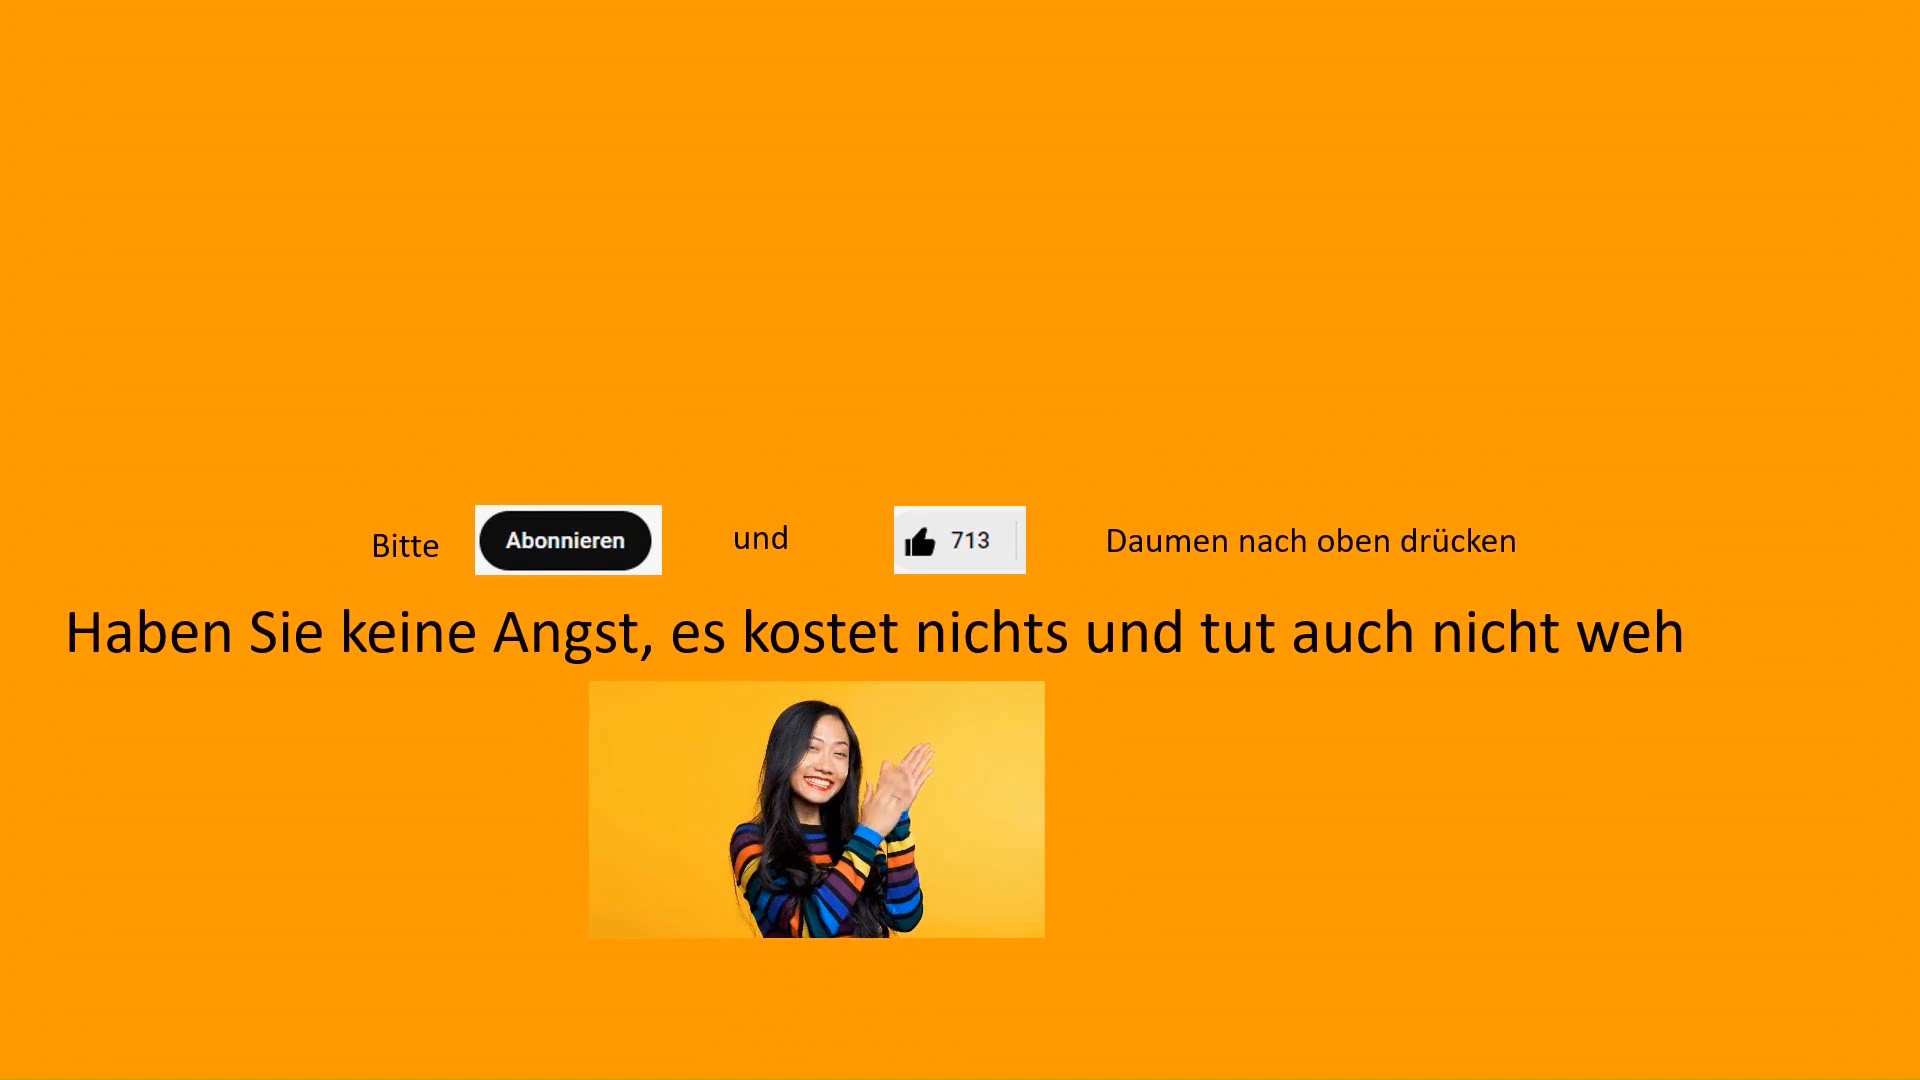 Bitte Abonnieren und 713 Daumen nach oben drücken
Haben Sie keine Angst, es kostet nichts und tut auch nicht weh